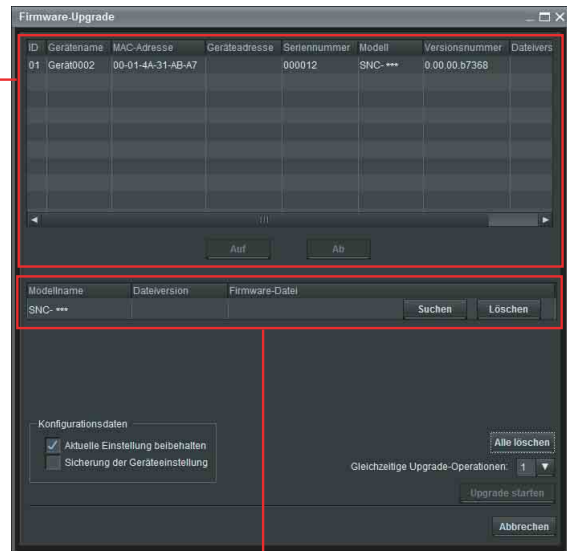 Firmware-Upgrade
ID Gerätename MAC-Adresse Geräteadresse Seriennummer Modell Versionsnummer Dateivers
01 Gerät0002 00-01-4A-31-AB-A7 000012 SNC- *** 0.00.00.b7368
Auf Ab
Modellname Dateiversion Firmware-Datei
SNC- *** Suchen Löschen
Konfigurationsdaten
Aktuelle Einstellung beibehalten
Sicherung der Geräteeinstellung
Alle löschen
Gleichzeitige Upgrade-Operationen: 1
Upgrade starten
Abbrechen